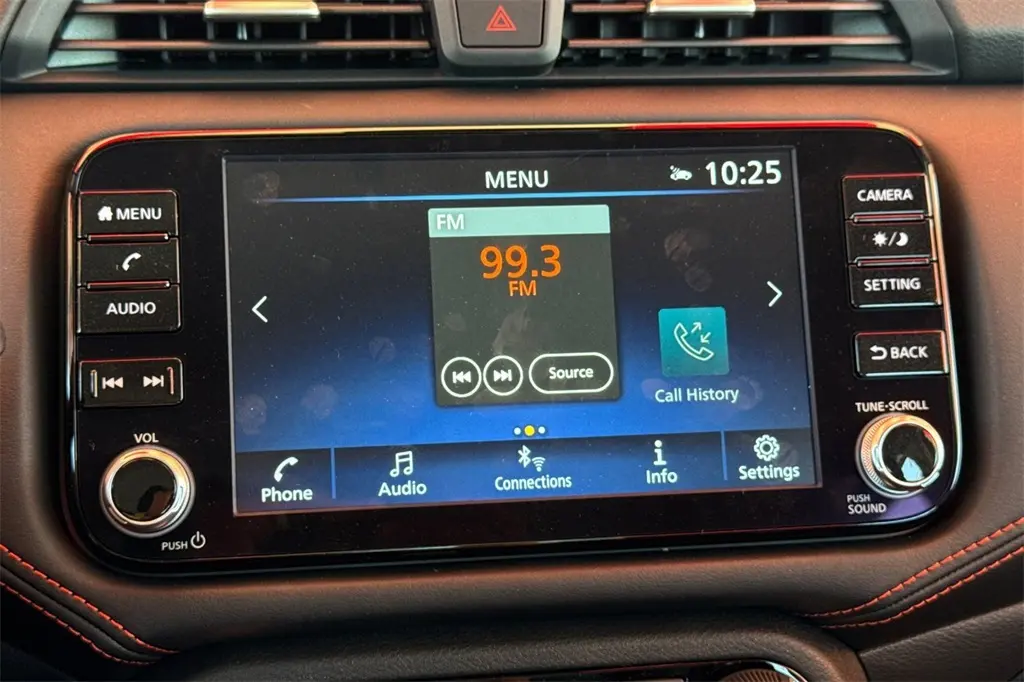 MENU
10:25
MENU
AUDIO
VOL
PUSH
FM
99.3
FM
Source
Call History
Phone
Audio
Connections
Info
Settings
CAMERA
SETTING
BACK
TUNE·SCROLL
PUSH
SOUND